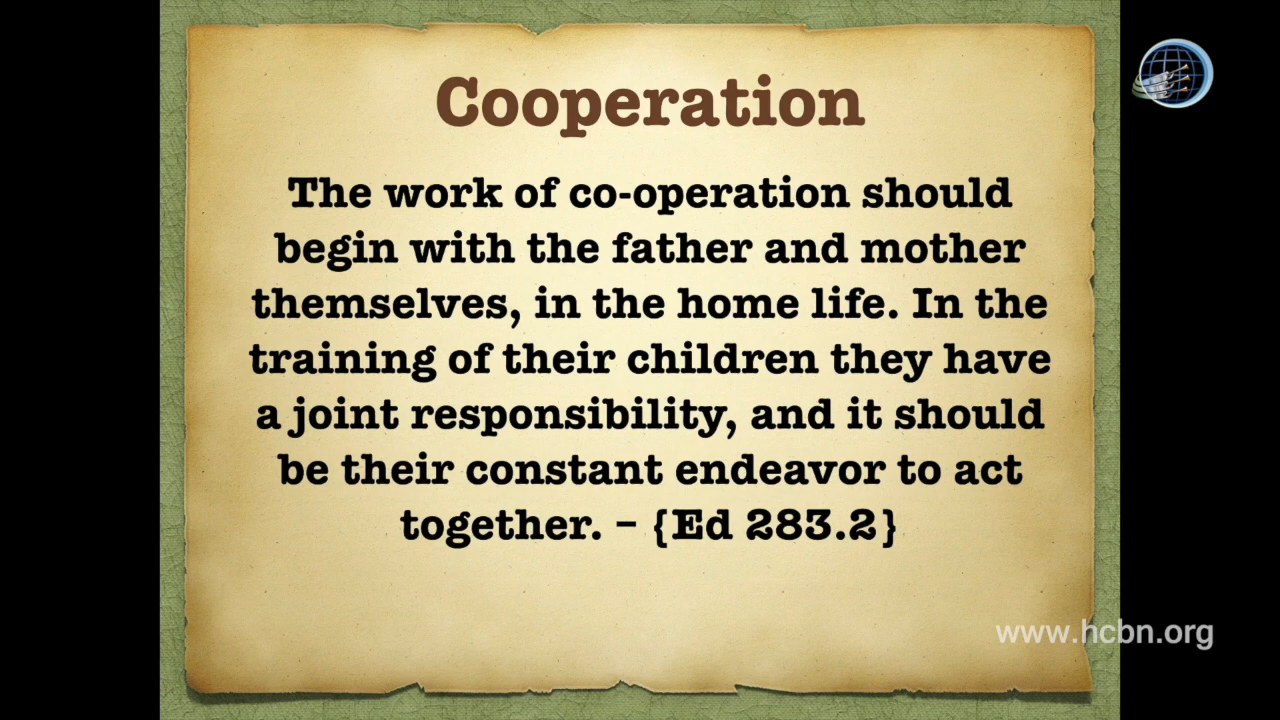 Cooperation
The work of co-operation should
begin with the father and mother
themselves, in the home life. In the
training of their children they have
a joint responsibility, and it should
be their constant endeavor to act
together. – {Ed 283.2}
www.hcbn.org